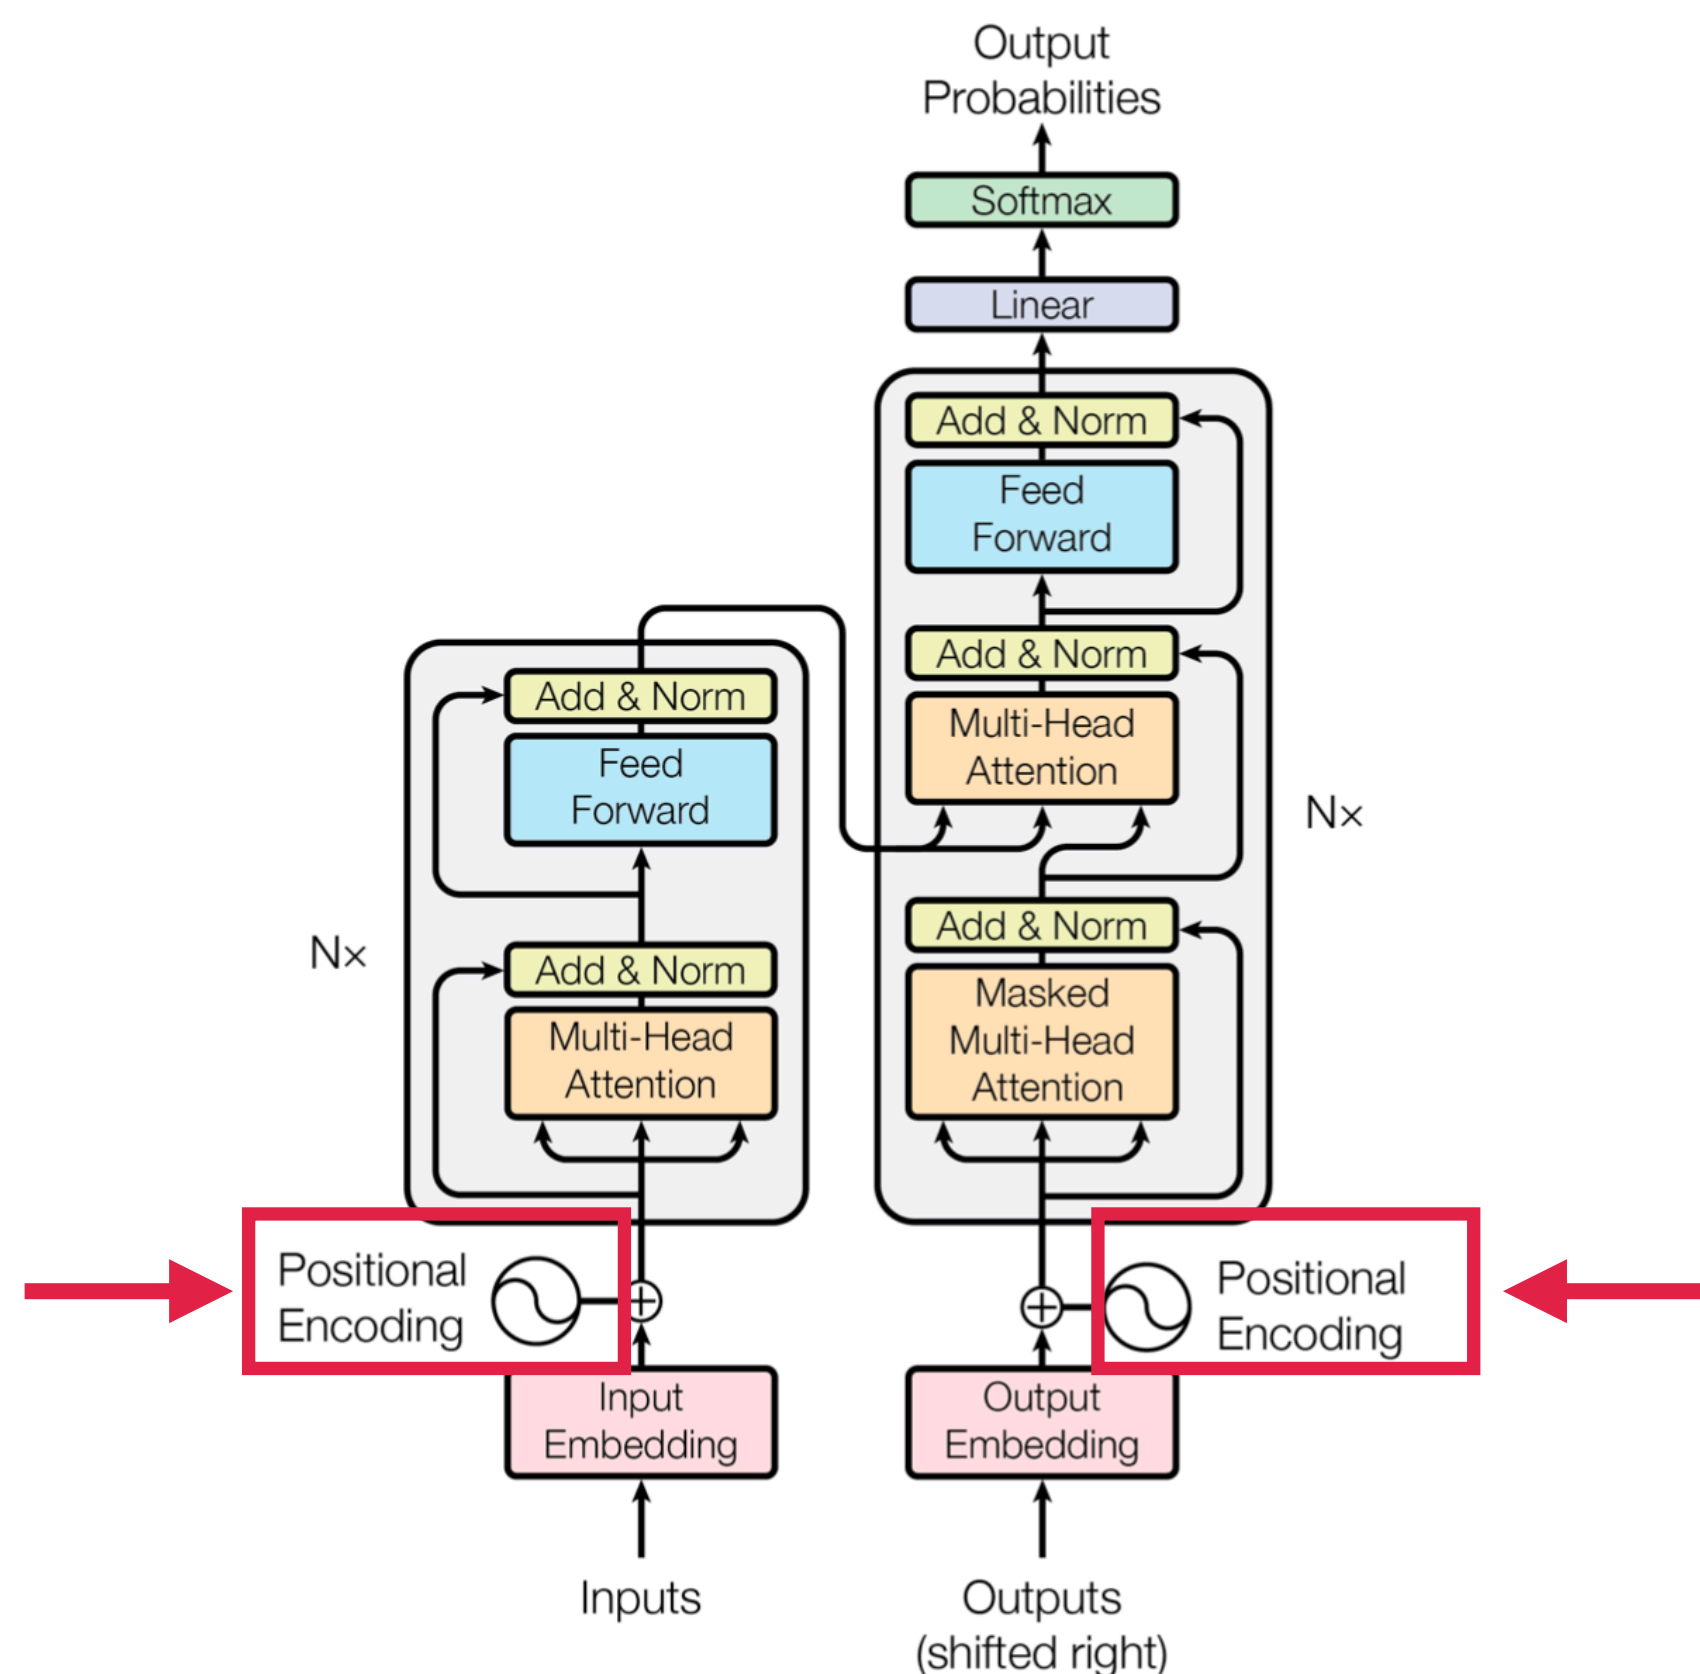 Output
Probabilities
Softmax
Linear
Add & Norm
Feed
Forward
Add & Norm
Multi-Head
Attention
Nx
Add & Norm
Masked
Multi-Head
Attention
Add & Norm
Feed
Forward
Nx
Add & Norm
Multi-Head
Attention
Positional
Encoding
Positional
Encoding
Input
Embedding
Output
Embedding
Inputs
Outputs
(shifted right)